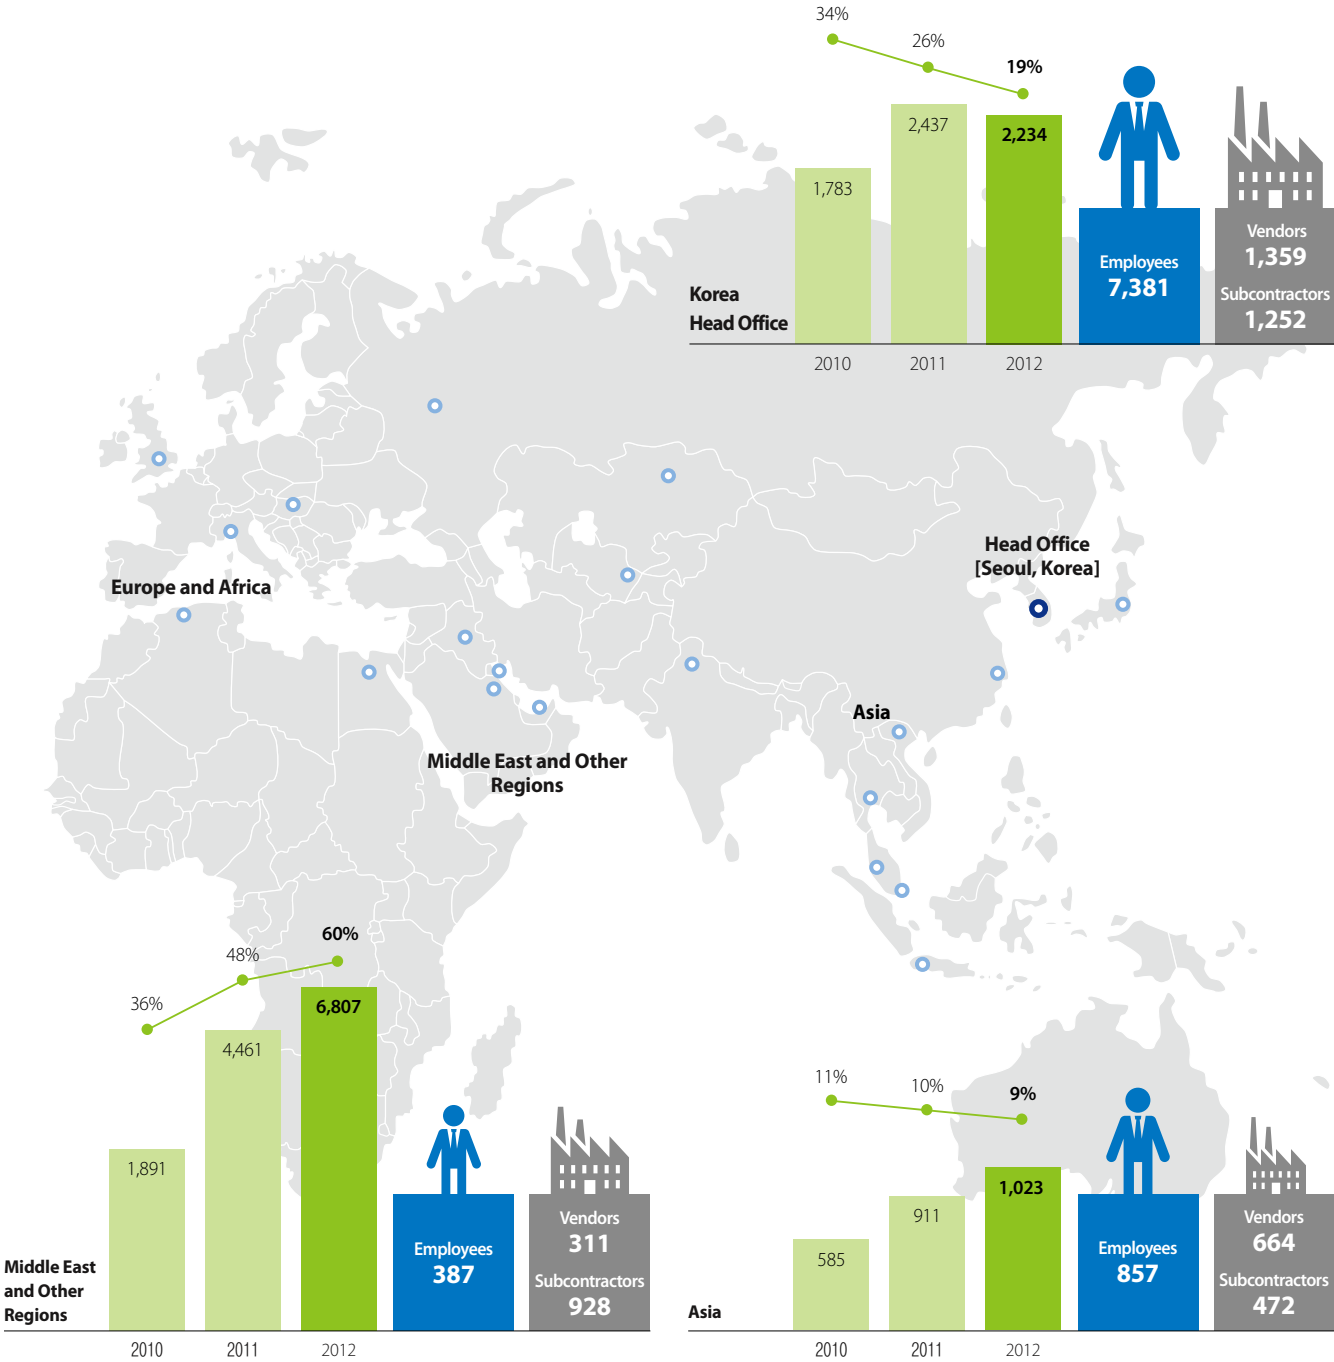 34%
26%
19%
1,783
2,437
2,234
Employees
7,381
Vendors
1,359
Subcontractors
1,252
Korea
Head Office
2010
2011
2012
Head Office
[Seoul, Korea]
Europe and Africa
Asia
Middle East and Other
Regions
36%
48%
60%
1,891
4,461
6,807
Employees
387
Vendors
311
Subcontractors
928
Middle East
and Other
Regions
2010
2011
2012
11%
10%
9%
585
911
1,023
Employees
857
Vendors
664
Subcontractors
472
Asia
2010
2011
2012